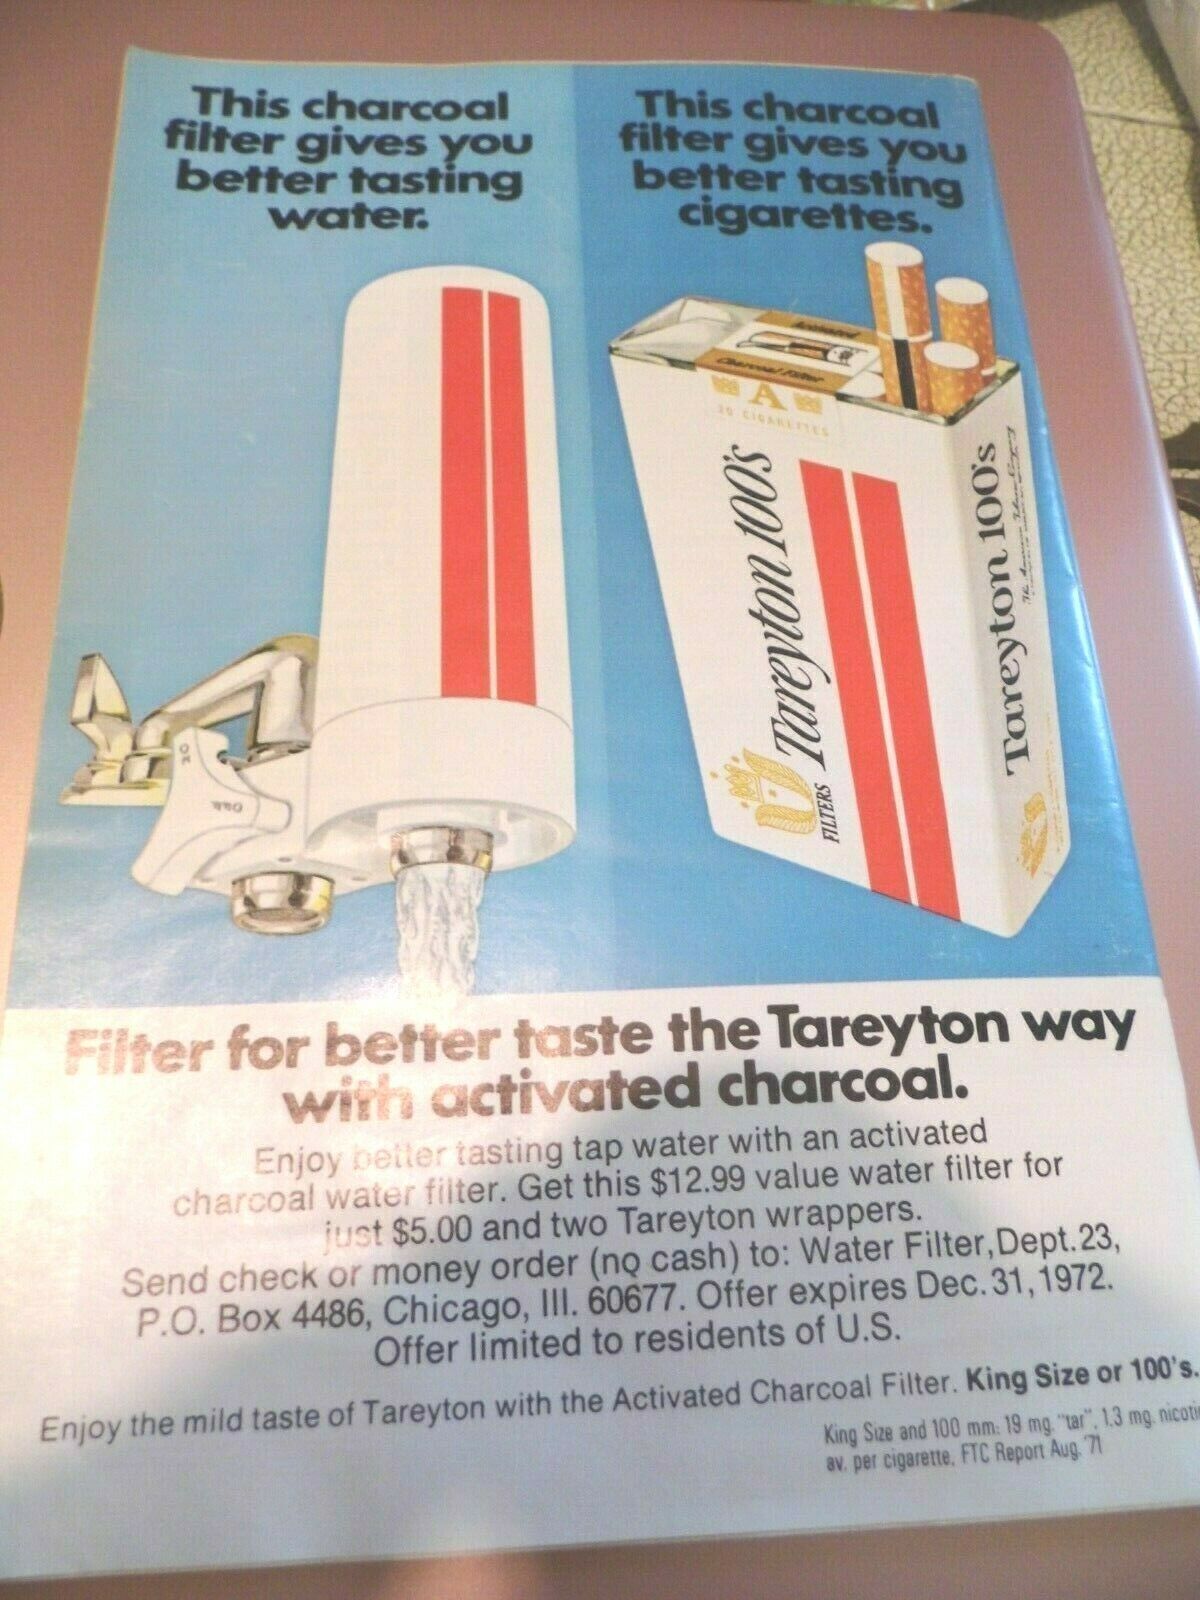 This charcoal
filter gives you
better tasting
water.
This charcoal
filter gives you
better tasting
cigarettes.
Activated
Charcoal Filter
A
20 CIGARETTES
Tareyton 100's
FILTERS
Tareyton 100's
The American Tobacco Company
Filter for better taste the Tareyton way
with activated charcoal.
Enjoy better tasting tap water with an activated
charcoal water filter. Get this $12.99 value water filter for
just $5.00 and two Tareyton wrappers.
Send check or money order (no cash) to: Water Filter, Dept. 23,
P.O. Box 4486, Chicago, Ill. 60677. Offer expires Dec. 31, 1972.
Offer limited to residents of U.S.
Enjoy the mild taste of Tareyton with the Activated Charcoal Filter. King Size or 100's.
King Size and 100 mm: 19 mg. "tar", 1.3 mg. nicoti
av. per cigarette, FTC Report Aug. '71